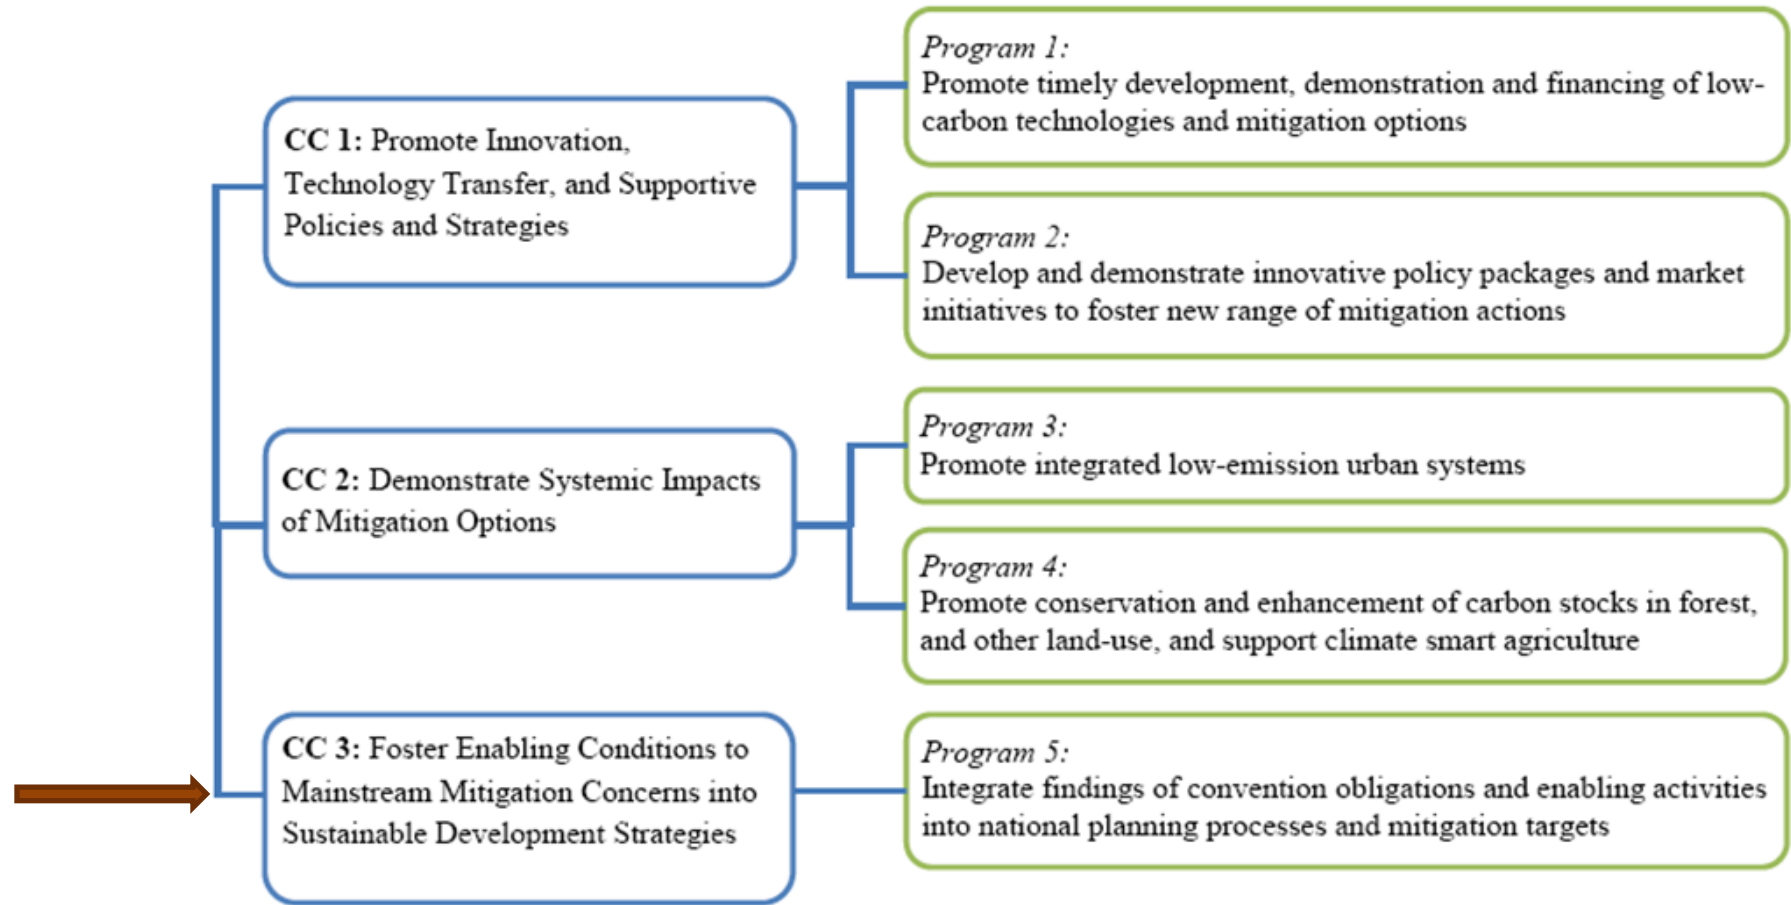 CC 1: Promote Innovation,
Technology Transfer, and Supportive
Policies and Strategies
Program 1:
Promote timely development, demonstration and financing of low-
carbon technologies and mitigation options
Program 2:
Develop and demonstrate innovative policy packages and market
initiatives to foster new range of mitigation actions
CC 2: Demonstrate Systemic Impacts
of Mitigation Options
Program 3:
Promote integrated low-emission urban systems
Program 4:
Promote conservation and enhancement of carbon stocks in forest,
and other land-use, and support climate smart agriculture
CC 3: Foster Enabling Conditions to
Mainstream Mitigation Concerns into
Sustainable Development Strategies
Program 5:
Integrate findings of convention obligations and enabling activities
into national planning processes and mitigation targets